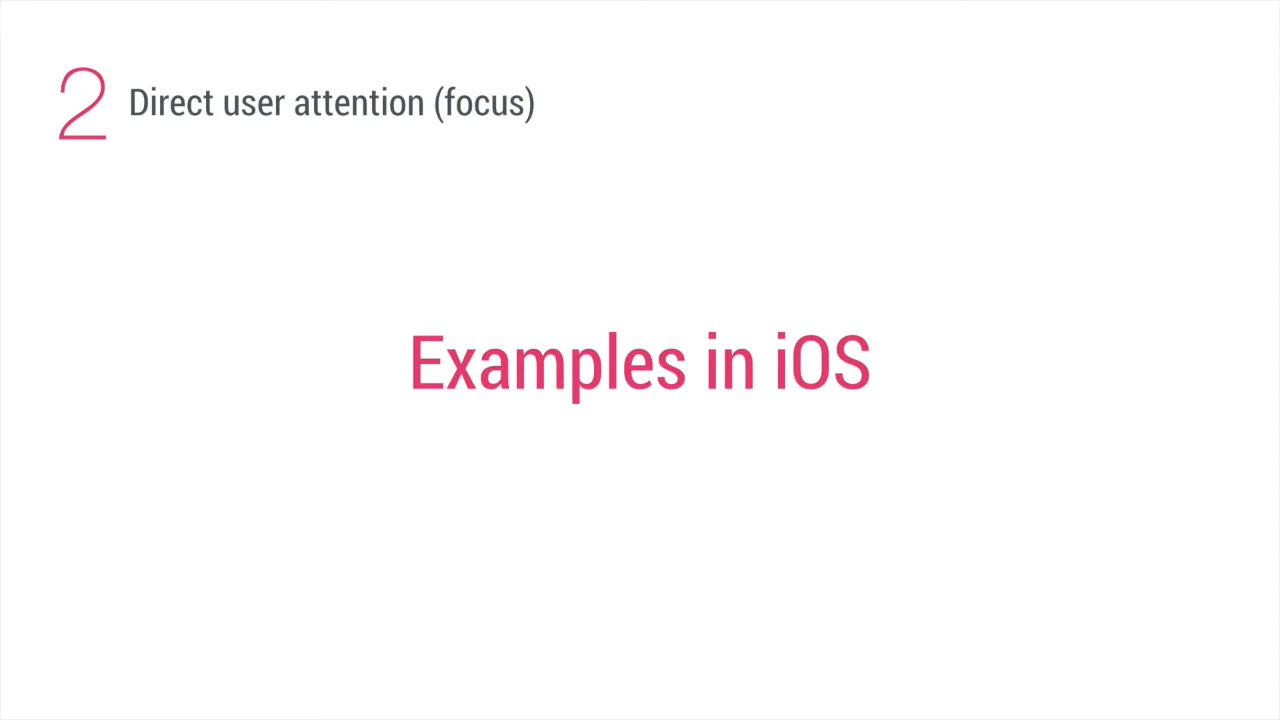 2 Direct user attention (focus)
Examples in iOS